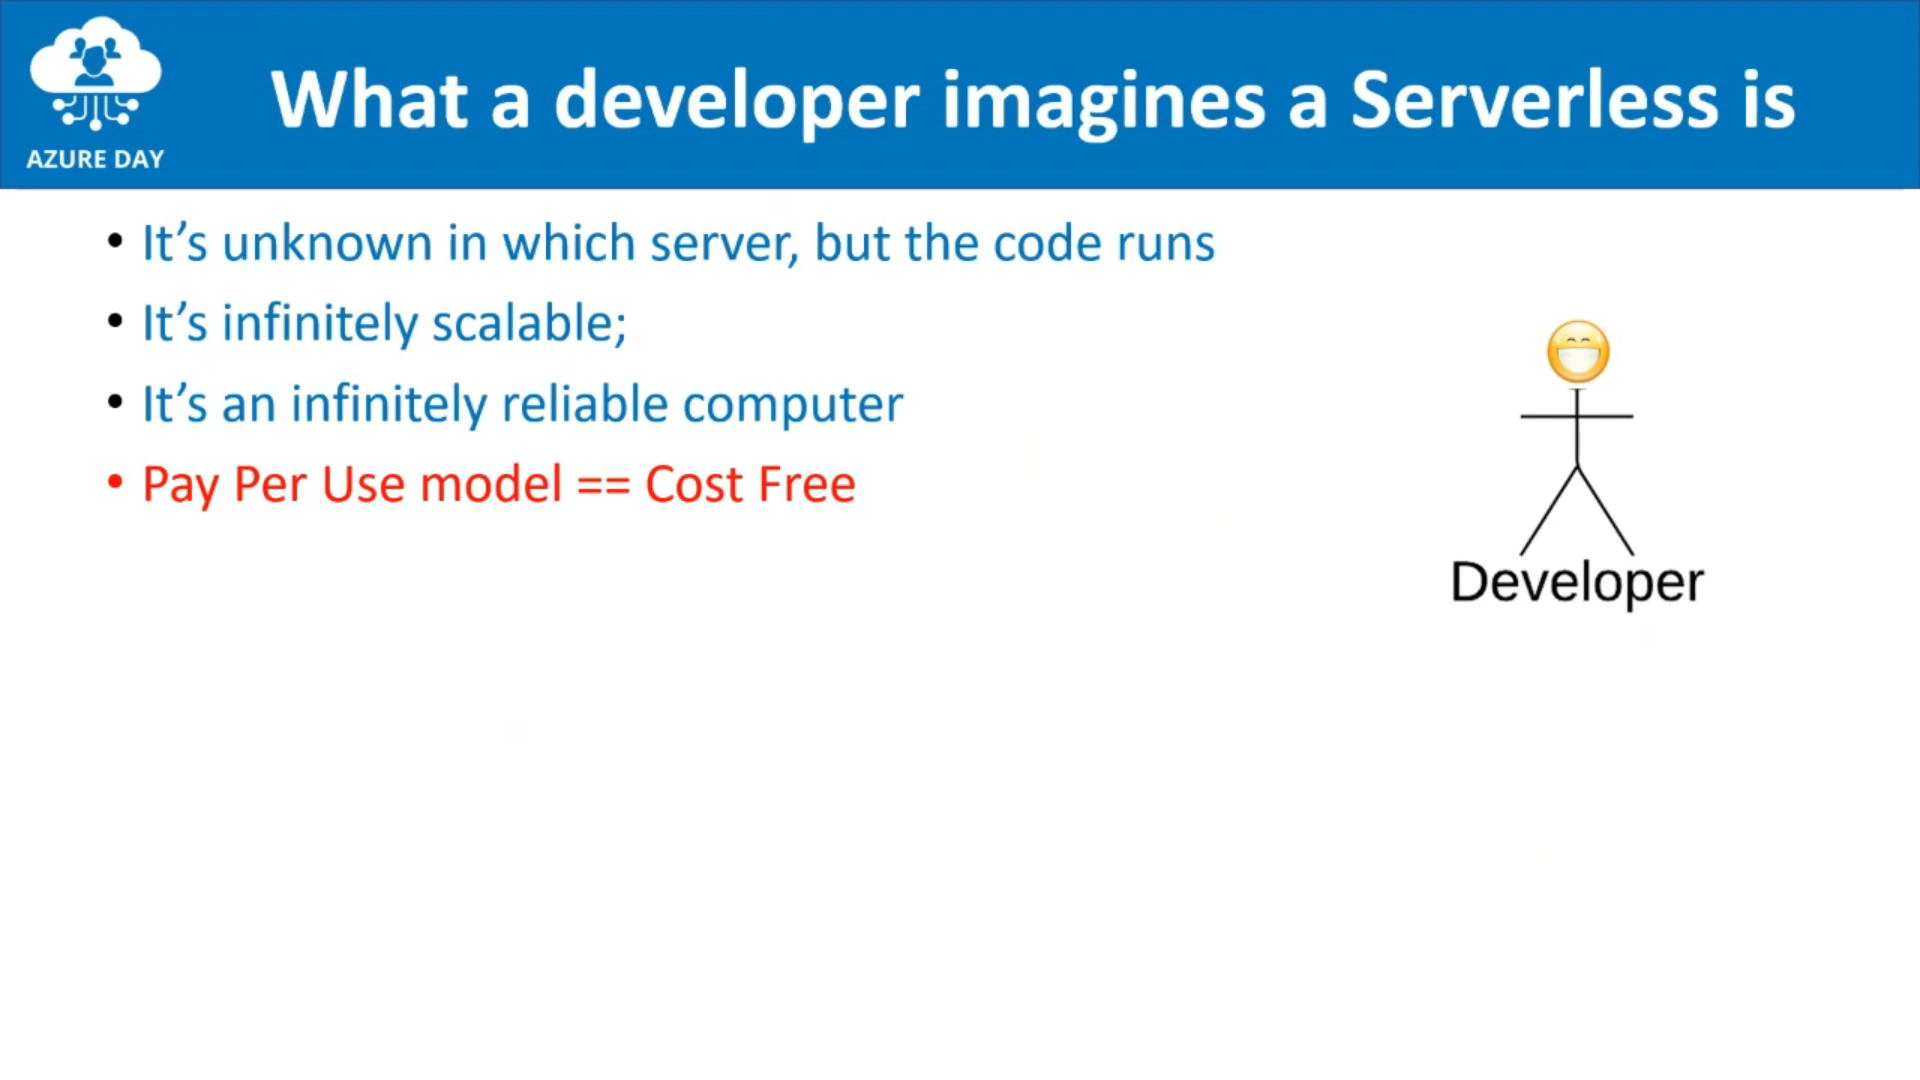 AZURE DAY
What a developer imagines a Serverless is
• It’s unknown in which server, but the code runs
• It’s infinitely scalable;
• It’s an infinitely reliable computer
• Pay Per Use model == Cost Free
Developer